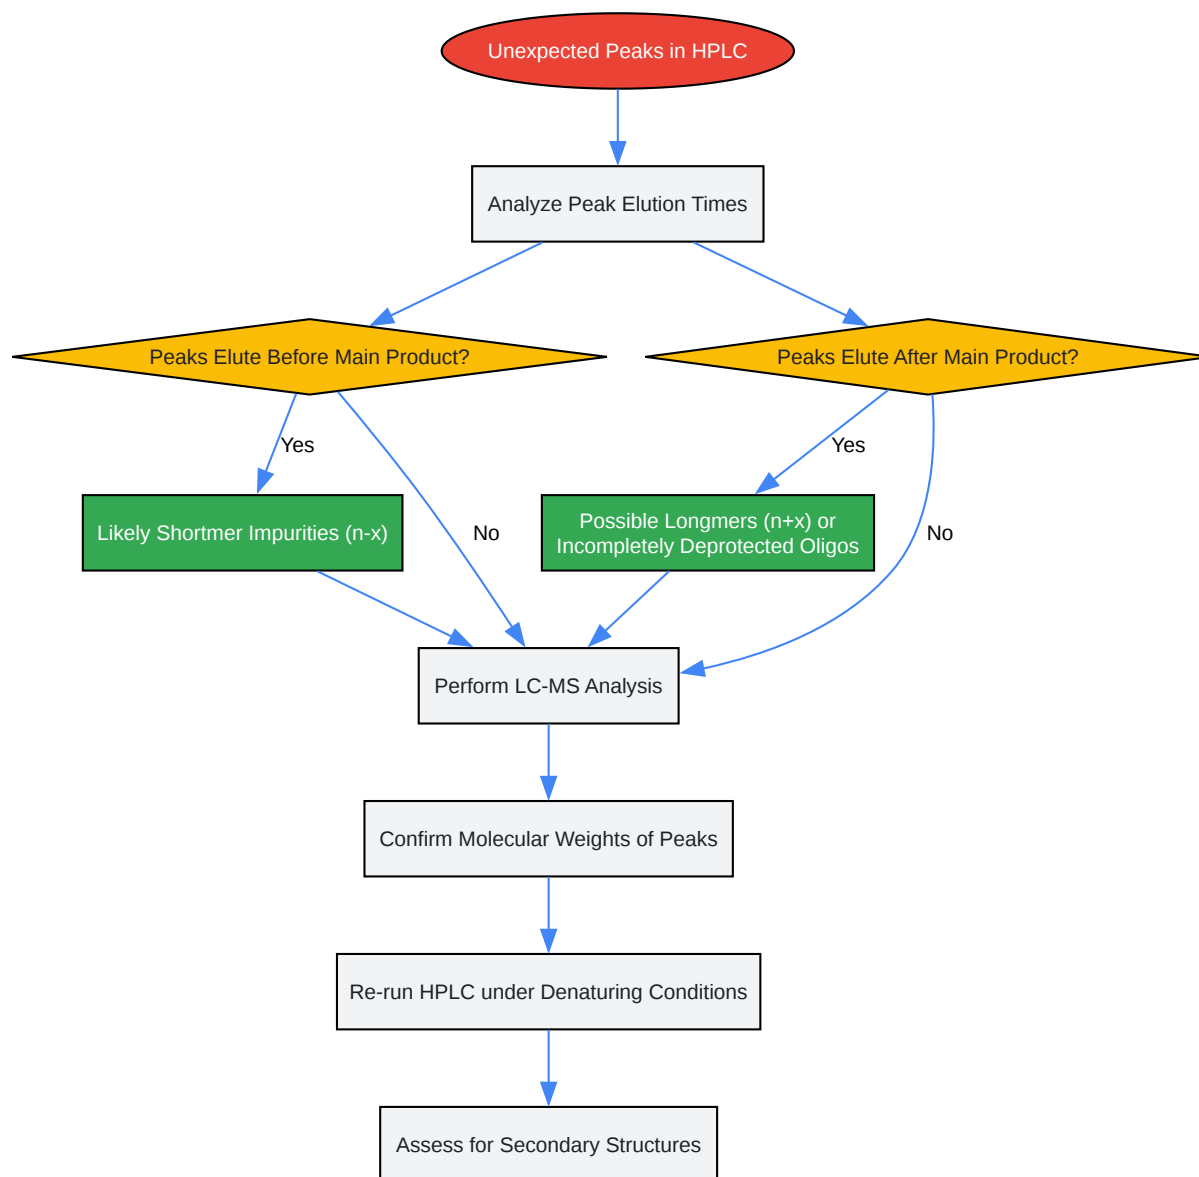 Unexpected Peaks in HPLC
Analyze Peak Elution Times
Peaks Elute Before Main Product?
Peaks Elute After Main Product?
Yes
Yes
Likely Shortmer Impurities (n-x)
No
Possible Longmers (n+x) or
Incompletely Deprotected Oligos
No
Perform LC-MS Analysis
Confirm Molecular Weights of Peaks
Re-run HPLC under Denaturing Conditions
Assess for Secondary Structures